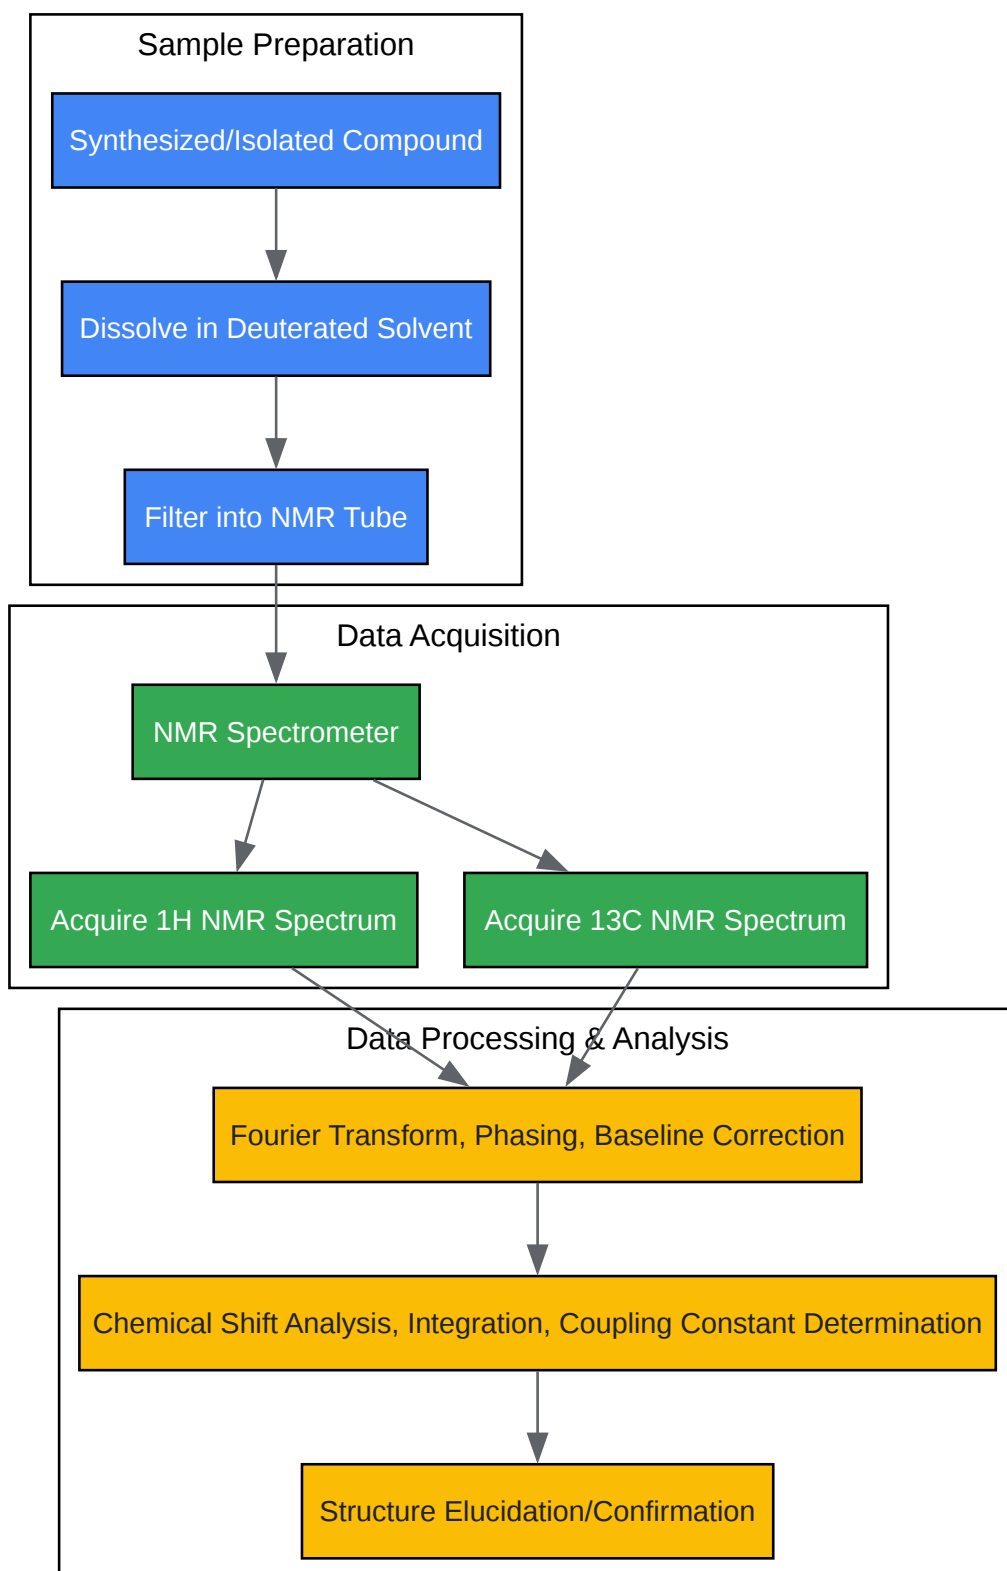 Sample Preparation
Synthesized/Isolated Compound
Dissolve in Deuterated Solvent
Filter into NMR Tube
Data Acquisition
NMR Spectrometer
Acquire 1H NMR Spectrum
Acquire 13C NMR Spectrum
Data Processing & Analysis
Fourier Transform, Phasing, Baseline Correction
Chemical Shift Analysis, Integration, Coupling Constant Determination
Structure Elucidation/Confirmation